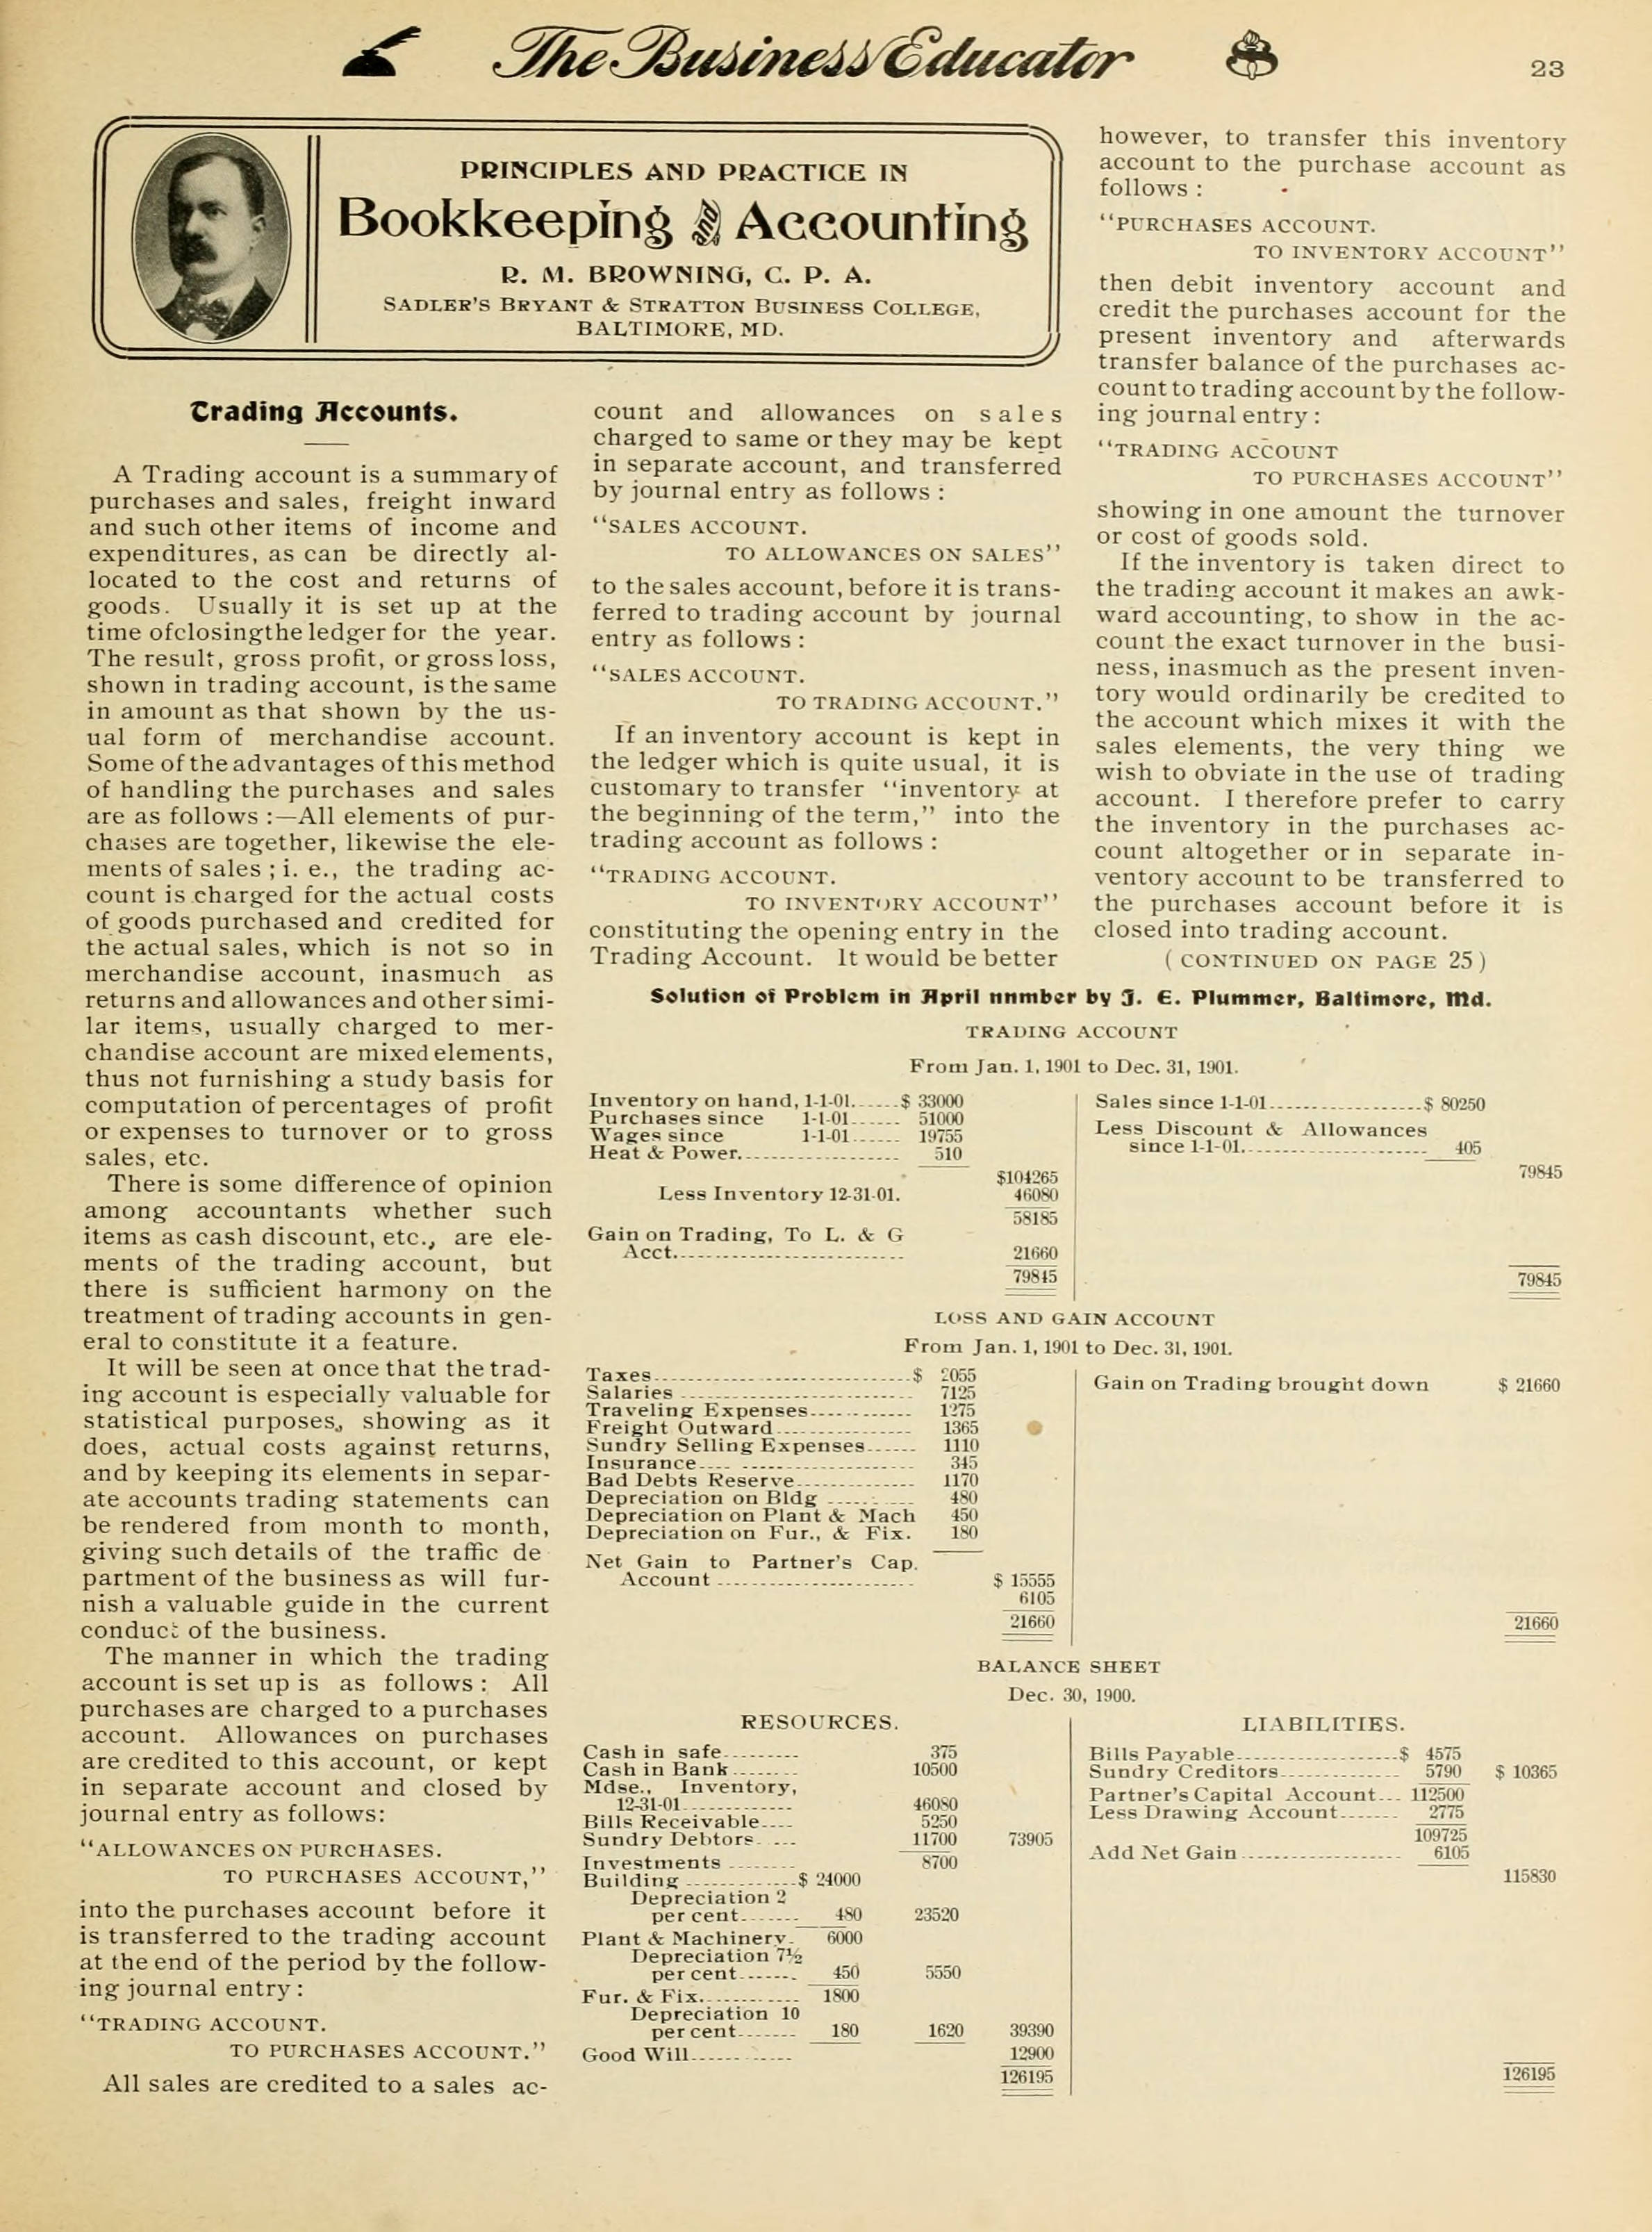 The Business Educator
23
PRINCIPLES AND PRACTICE IN
Bookkeeping and Accounting
R. M. BROWNING, C. P. A.
SADLER'S BRYANT & STRATTON BUSINESS COLLEGE,
BALTIMORE, MD.
Trading Accounts.
A Trading account is a summary of
purchases and sales, freight inward
and such other items of income and
expenditures, as can be directly al-
located to the cost and returns of
goods. Usually it is set up at the
time ofclosingthe ledger for the year.
The result, gross profit, or gross loss,
shown in trading account, is the same
in amount as that shown by the us-
ual form of merchandise account.
Some of the advantages of this method
of handling the purchases and sales
are as follows :—All elements of pur-
chases are together, likewise the ele-
ments of sales ; i. e., the trading ac-
count is charged for the actual costs
of goods purchased and credited for
the actual sales, which is not so in
merchandise account, inasmuch as
returns and allowances and other simi-
lar items, usually charged to mer-
chandise account are mixed elements,
thus not furnishing a study basis for
computation of percentages of profit
or expenses to turnover or to gross
sales, etc.
There is some difference of opinion
among accountants whether such
items as cash discount, etc., are ele-
ments of the trading account, but
there is sufficient harmony on the
treatment of trading accounts in gen-
eral to constitute it a feature.
It will be seen at once that the trad-
ing account is especially valuable for
statistical purposes, showing as it
does, actual costs against returns,
and by keeping its elements in separ-
ate accounts trading statements can
be rendered from month to month,
giving such details of the traffic de
partment of the business as will fur-
nish a valuable guide in the current
conduct of the business.
The manner in which the trading
account is set up is as follows : All
purchases are charged to a purchases
account. Allowances on purchases
are credited to this account, or kept
in separate account and closed by
journal entry as follows:
"ALLOWANCES ON PURCHASES.
TO PURCHASES ACCOUNT,"
into the purchases account before it
is transferred to the trading account
at the end of the period by the follow-
ing journal entry :
"TRADING ACCOUNT.
TO PURCHASES ACCOUNT."
All sales are credited to a sales ac-
count and allowances on sales
charged to same or they may be kept
in separate account, and transferred
by journal entry as follows :
"SALES ACCOUNT.
TO ALLOWANCES ON SALES"
to the sales account, before it is trans-
ferred to trading account by journal
entry as follows :
"SALES ACCOUNT.
TO TRADING ACCOUNT."
If an inventory account is kept in
the ledger which is quite usual, it is
customary to transfer "inventory at
the beginning of the term," into the
trading account as follows :
"TRADING ACCOUNT.
TO INVENTORY ACCOUNT"
constituting the opening entry in the
Trading Account. It would be better
however, to transfer this inventory
account to the purchase account as
follows :
"PURCHASES ACCOUNT.
TO INVENTORY ACCOUNT"
then debit inventory account and
credit the purchases account for the
present inventory and afterwards
transfer balance of the purchases ac-
count to trading account by the follow-
ing journal entry :
"TRADING ACCOUNT
TO PURCHASES ACCOUNT"
showing in one amount the turnover
or cost of goods sold.
If the inventory is taken direct to
the trading account it makes an awk-
ward accounting, to show in the ac-
count the exact turnover in the busi-
ness, inasmuch as the present inven-
tory would ordinarily be credited to
the account which mixes it with the
sales elements, the very thing we
wish to obviate in the use of trading
account. I therefore prefer to carry
the inventory in the purchases ac-
count altogether or in separate in-
ventory account to be transferred to
the purchases account before it is
closed into trading account.
( CONTINUED ON PAGE 25 )
Solution of Problem in April nnmber by J. E. Plummer, Baltimore, Md.
TRADING ACCOUNT
From Jan. 1, 1901 to Dec. 31, 1901.
Inventory on hand, 1-1-01......$ 33000
Purchases since 1-1-01...... 51000
Wages since 1-1-01...... 19755
Heat & Power.................... 510
$104265
Less Inventory 12-31-01. 46080
58185
Gain on Trading, To L. & G
Acct............................ 21660
79845
Sales since 1-1-01...................$ 80250
Less Discount & Allowances
since 1-1-01....................... 405
79845
79845
LOSS AND GAIN ACCOUNT
From Jan. 1, 1901 to Dec. 31, 1901.
Taxes.................................$ 2055
Salaries ............................. 7125
Traveling Expenses............. 1275
Freight Outward................. 1365
Sundry Selling Expenses...... 1110
Insurance.... ...................... 345
Bad Debts Reserve............... 1170
Depreciation on Bldg ........... 480
Depreciation on Plant & Mach 450
Depreciation on Fur., & Fix. 180
Net Gain to Partner's Cap.
Account ......................... $ 15555
6105
21660
Gain on Trading brought down $ 21660
21660
BALANCE SHEET
Dec. 30, 1900.
RESOURCES.
Cash in safe......... 375
Cash in Bank........ 10500
Mdse., Inventory,
12-31-01............. 46080
Bills Receivable.... 5250
Sundry Debtors. .... 11700 73905
Investments ........ 8700
Building .............$ 24000
Depreciation 2
per cent....... 480 23520
Plant & Machinery. 6000
Depreciation 7½
per cent....... 450 5550
Fur. & Fix............ 1800
Depreciation 10
per cent....... 180 1620 39390
Good Will............ 12900
126195
LIABILITIES.
Bills Payable....................$ 4575
Sundry Creditors.............. 5790 $ 10365
Partner's Capital Account... 112500
Less Drawing Account....... 2775
109725
Add Net Gain.................... 6105
115830
126195